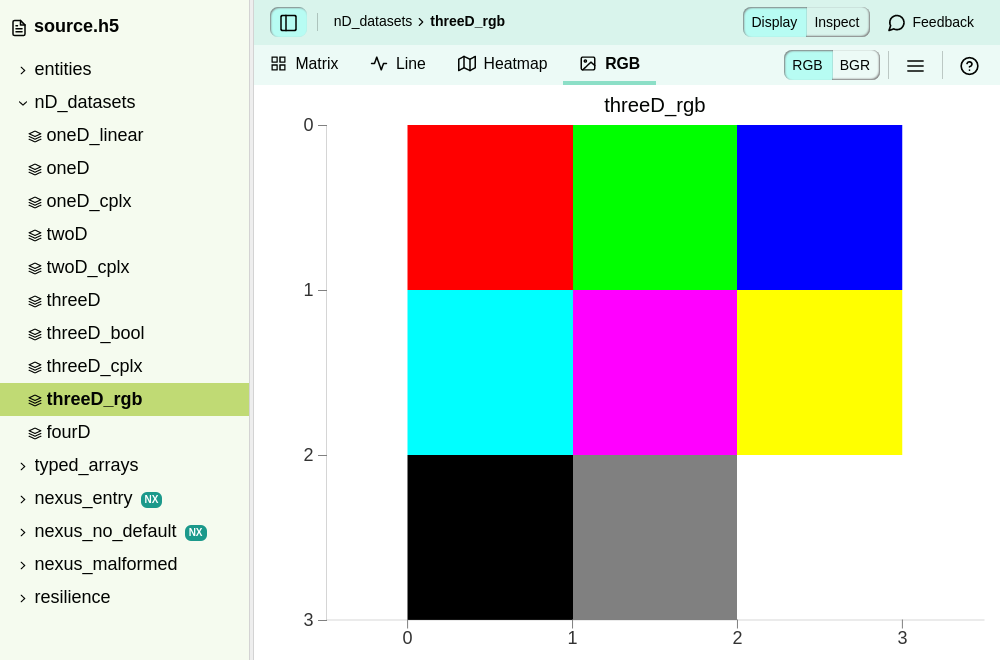 source.h5
entities
nD_datasets
oneD_linear
oneD
oneD_cplx
twoD
twoD_cplx
threeD
threeD_bool
threeD_cplx
threeD_rgb
fourD
typed_arrays
nexus_entry NX
nexus_no_default NX
nexus_malformed
resilience
nD_datasets › threeD_rgb
Display Inspect Feedback
Matrix Line Heatmap RGB
RGB BGR
threeD_rgb
0
1
2
3
0 1 2 3